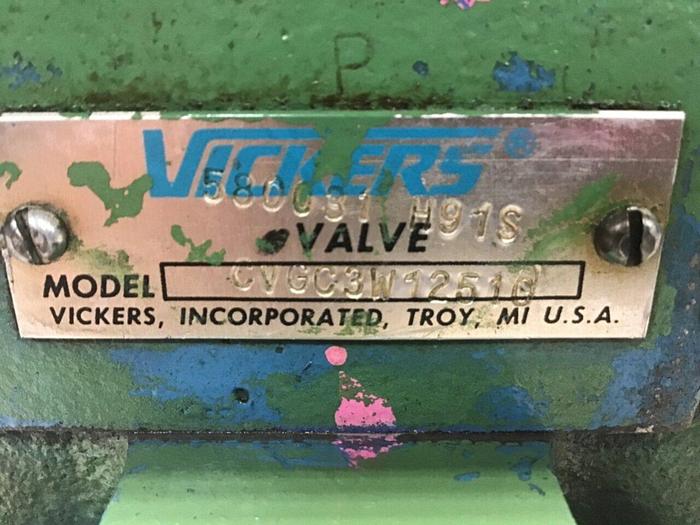 P
VICKERS®
580031 H91S
VALVE
MODEL CVGC3W12510
VICKERS, INCORPORATED, TROY, MI U.S.A.